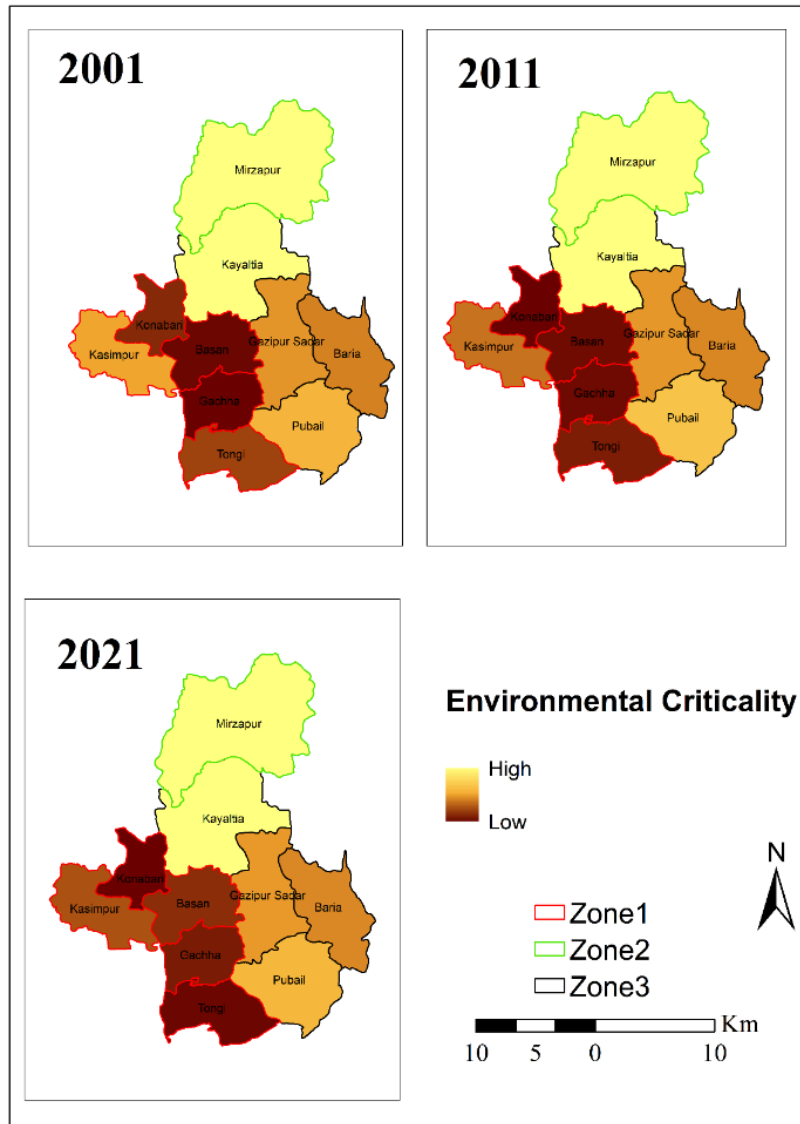 2001
Mirzapur
Kayaltia
Konabari
Kasimpur
Basan
Gazipur Sadar
Baria
Gachha
Pubail
Tongi
2011
Mirzapur
Kayaltia
Konabari
Kasimpur
Basan
Gazipur Sadar
Baria
Gachha
Pubail
Tongi
2021
Mirzapur
Kayaltia
Konabari
Kasimpur
Basan
Gazipur Sadar
Baria
Gachha
Pubail
Tongi
Environmental Criticality
High
Low
N
Zone1
Zone2
Zone3
Km
10 5 0 10